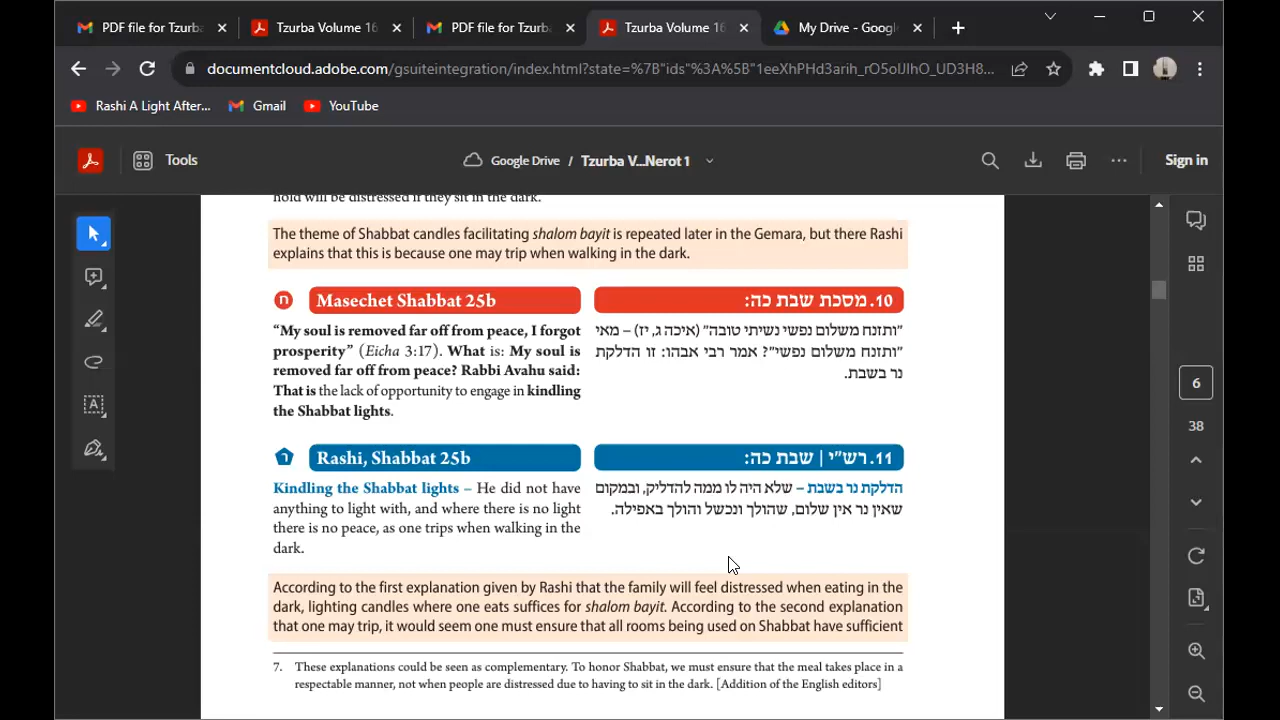 PDF file for Tzurba
Tzurba Volume 16
PDF file for Tzurba
Tzurba Volume 16
My Drive - Google
documentcloud.adobe.com/gsuiteintegration/index.html?state=%7B"ids"%3A%5B"1eeXhPHd3arih_rO5oIJlhO_UD3H8...
Rashi A Light After...
Gmail
YouTube
Tools
Google Drive / Tzurba V...Nerot 1
Sign in
hold will be distressed if they sit in the dark.
The theme of Shabbat candles facilitating shalom bayit is repeated later in the Gemara, but there Rashi
explains that this is because one may trip when walking in the dark.
n Masechet Shabbat 25b
10. מסכת שבת כה:
"My soul is removed far off from peace, I forgot
prosperity" (Eicha 3:17). What is: My soul is
removed far off from peace? Rabbi Avahu said:
That is the lack of opportunity to engage in kindling
the Shabbat lights.
"ותזנח משלום נפשי נשיתי טובה" (איכה ג, יז) – מאי
"ותזנח משלום נפשי"? אמר רבי אבהו: זו הדלקת
נר בשבת.
ר Rashi, Shabbat 25b
11. רש"י | שבת כה:
Kindling the Shabbat lights – He did not have
anything to light with, and where there is no light
there is no peace, as one trips when walking in the
dark.
הדלקת נר בשבת – שלא היה לו ממה להדליק, ובמקום
שאין נר אין שלום, שהולך ונכשל והולך באפילה.
According to the first explanation given by Rashi that the family will feel distressed when eating in the
dark, lighting candles where one eats suffices for shalom bayit. According to the second explanation
that one may trip, it would seem one must ensure that all rooms being used on Shabbat have sufficient
7. These explanations could be seen as complementary. To honor Shabbat, we must ensure that the meal takes place in a
respectable manner, not when people are distressed due to having to sit in the dark. [Addition of the English editors]
6
38